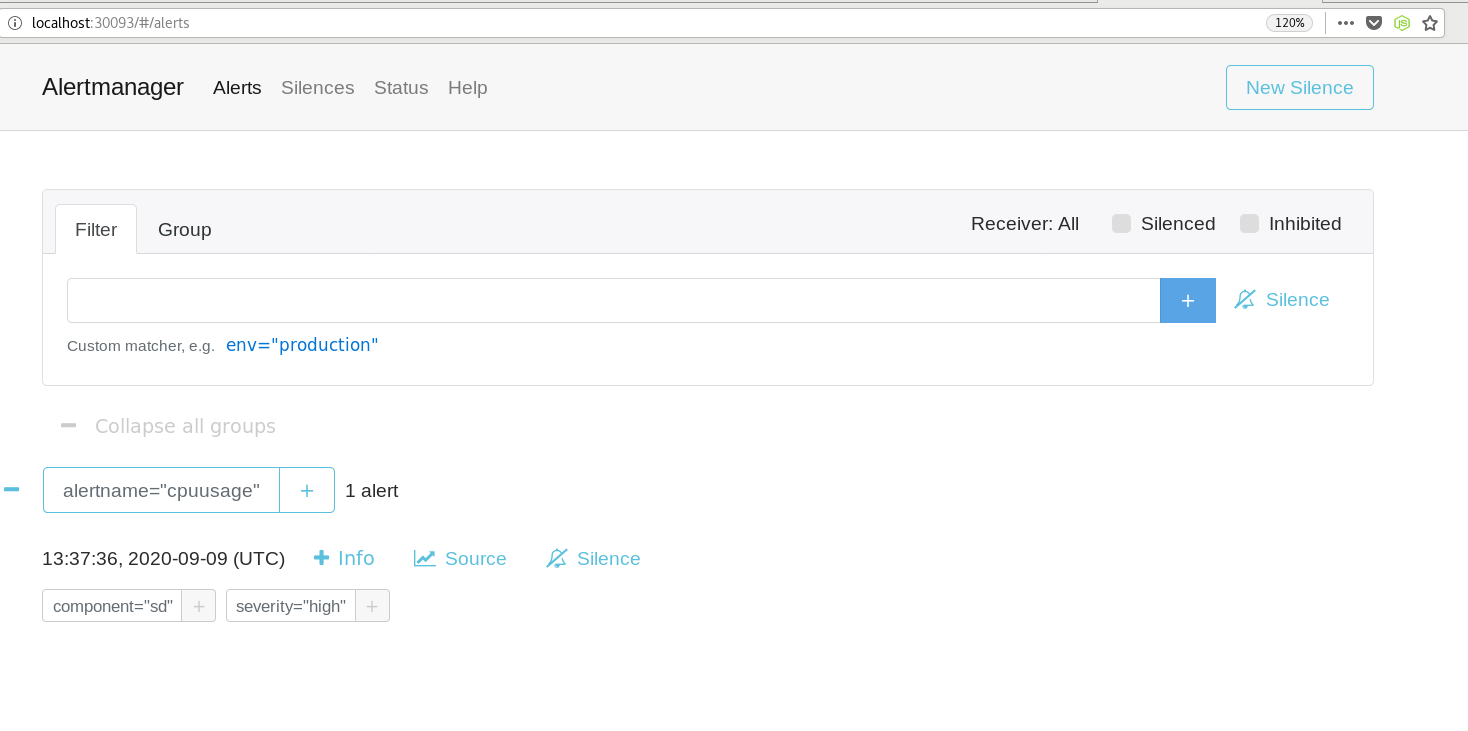 localhost:30093/#/alerts 120%
Alertmanager Alerts Silences Status Help New Silence
Filter Group Receiver: All Silenced Inhibited
+ Silence
Custom matcher, e.g. env="production"
Collapse all groups
alertname="cpuusage" + 1 alert
13:37:36, 2020-09-09 (UTC) Info Source Silence
component="sd" + severity="high" +